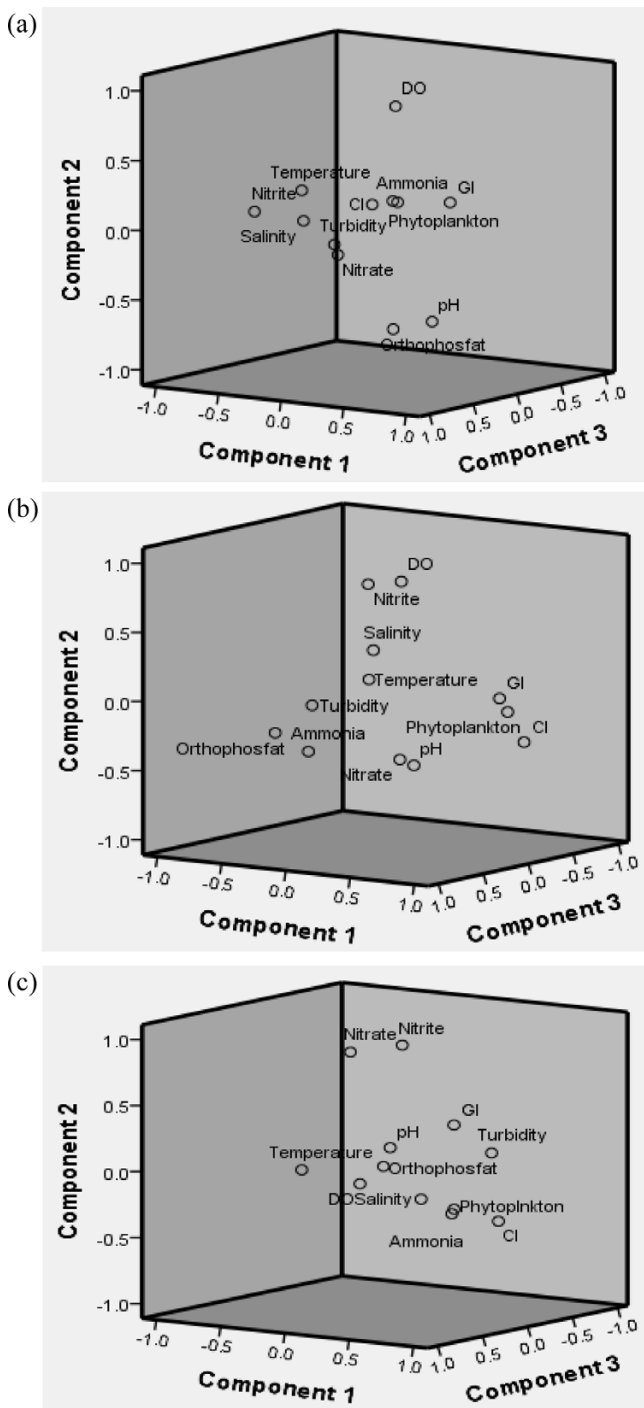 (a)
Component 2
1.0
0.5
0.0
-0.5
-1.0
DO
Temperature
Ammonia
GI
Nitrite
CI
Phytoplankton
Salinity
Turbidity
Nitrate
pH
Orthophosfat
-1.0 -0.5 0.0 0.5 1.0
Component 1
1.0 0.5 0.0 -0.5 -1.0
Component 3
(b)
Component 2
1.0
0.5
0.0
-0.5
-1.0
DO
Nitrite
Salinity
Temperature
GI
Turbidity
Phytoplankton CI
Orthophosfat Ammonia
Nitrate pH
-1.0 -0.5 0.0 0.5 1.0
Component 1
1.0 0.5 0.0 -0.5 -1.0
Component 3
(c)
Component 2
1.0
0.5
0.0
-0.5
-1.0
Nitrate Nitrite
GI
pH Turbidity
Temperature
Orthophosfat
DO Salinity
Phytoplnkton
Ammonia CI
-1.0 -0.5 0.0 0.5 1.0
Component 1
1.0 0.5 0.0 -0.5 -1.0
Component 3